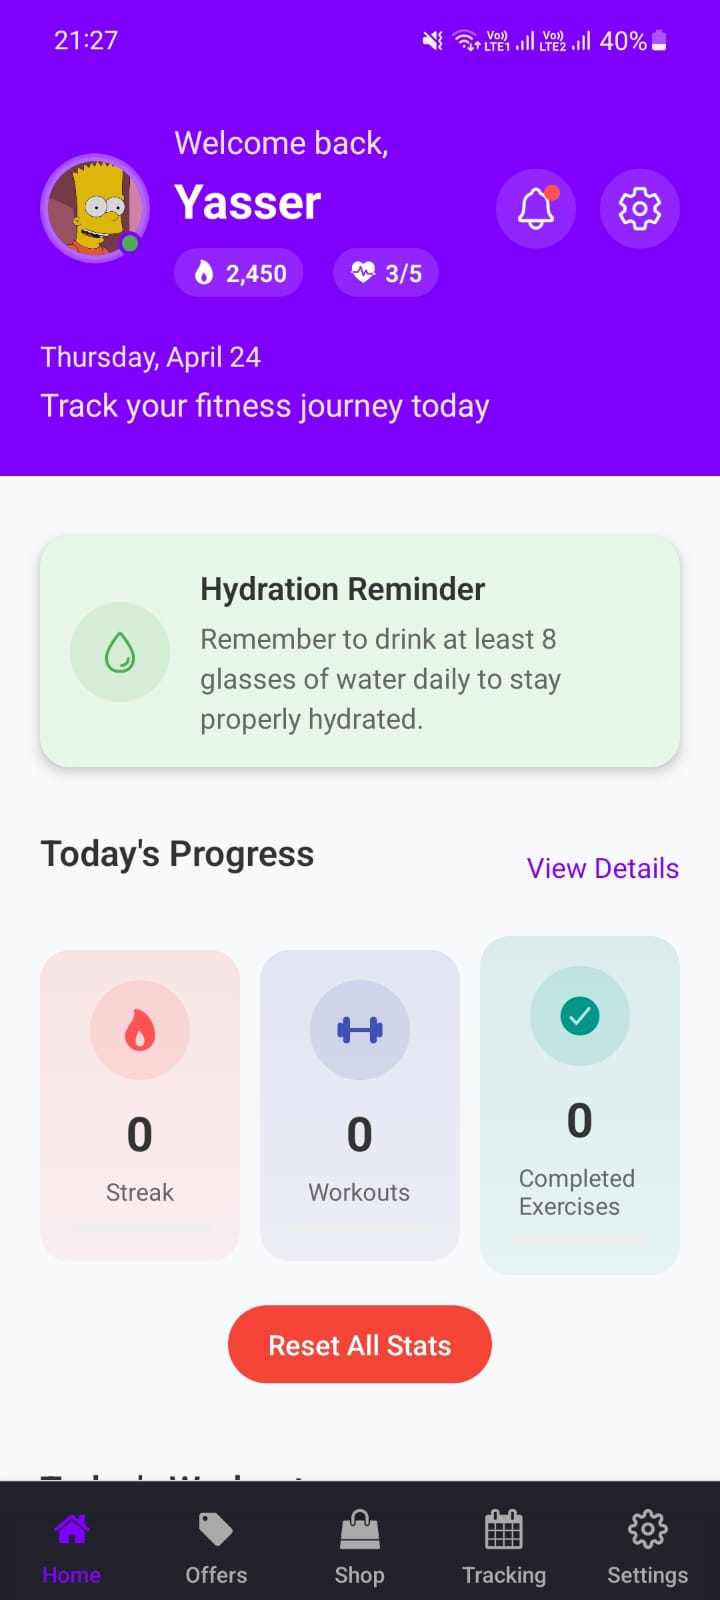 21:27
Vo)) LTE1 Vo)) LTE2 40%
Welcome back,
Yasser
2,450
3/5
Thursday, April 24
Track your fitness journey today
Hydration Reminder
Remember to drink at least 8
glasses of water daily to stay
properly hydrated.
Today's Progress
View Details
0
Streak
0
Workouts
0
Completed
Exercises
Reset All Stats
Home
Offers
Shop
Tracking
Settings